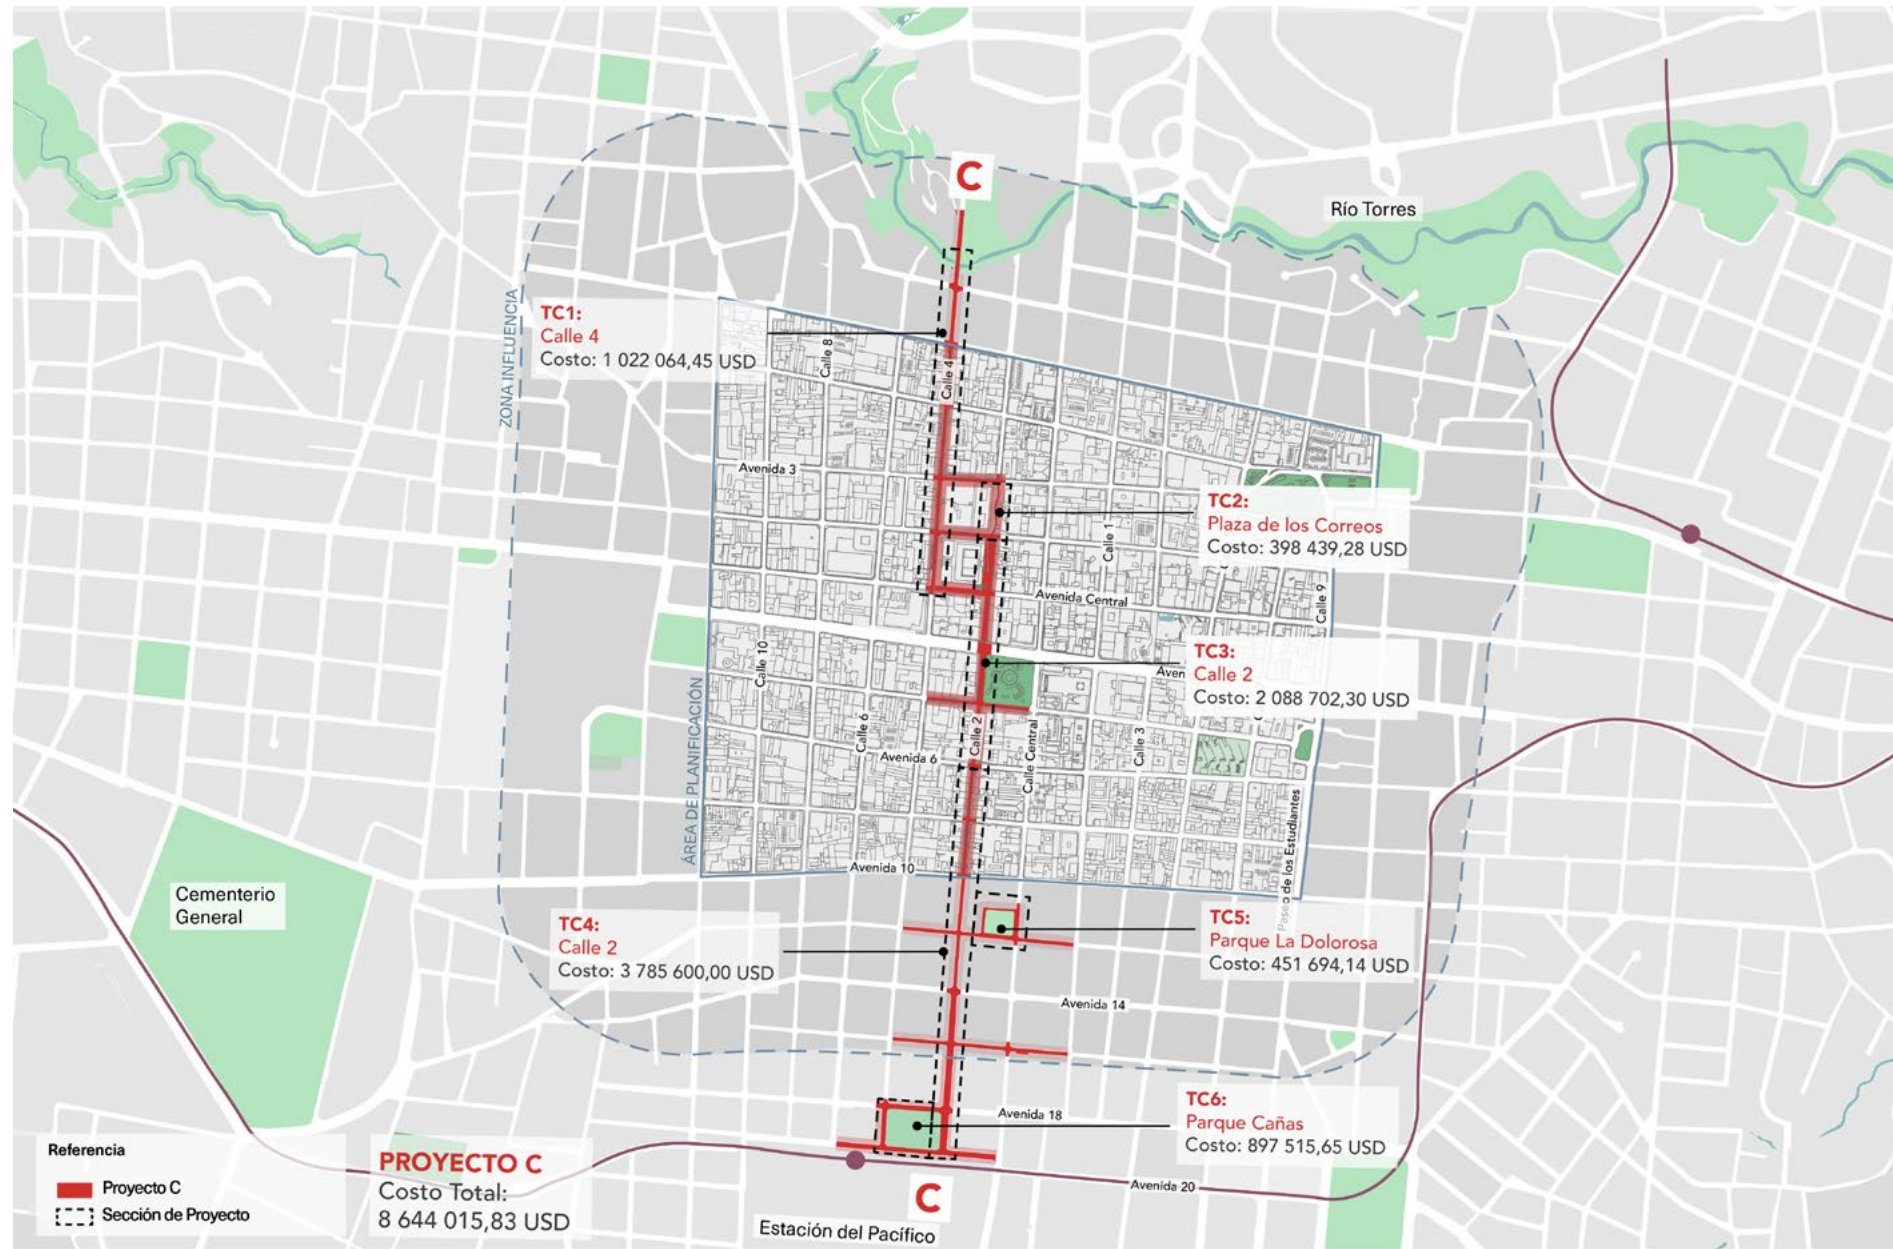 C
Río Torres
ZONA INFLUENCIA
TC1:
Calle 4
Costo: 1 022 064,45 USD
Calle 8
Calle 4
Avenida 3
TC2:
Plaza de los Correos
Costo: 398 439,28 USD
Calle 1
Avenida Central
Calle 9
TC3:
Calle 2
Costo: 2 088 702,30 USD
Aven
Calle 10
Calle 6
Calle 2
Calle Central
Calle 3
Avenida 6
ÁREA DE PLANIFICACIÓN
Avenida 10
Paseo de los Estudiantes
Cementerio
General
TC4:
Calle 2
Costo: 3 785 600,00 USD
TC5:
Parque La Dolorosa
Costo: 451 694,14 USD
Avenida 14
TC6:
Parque Cañas
Costo: 897 515,65 USD
Avenida 18
Avenida 20
C
Estación del Pacífico
Referencia
Proyecto C
Sección de Proyecto
PROYECTO C
Costo Total:
8 644 015,83 USD